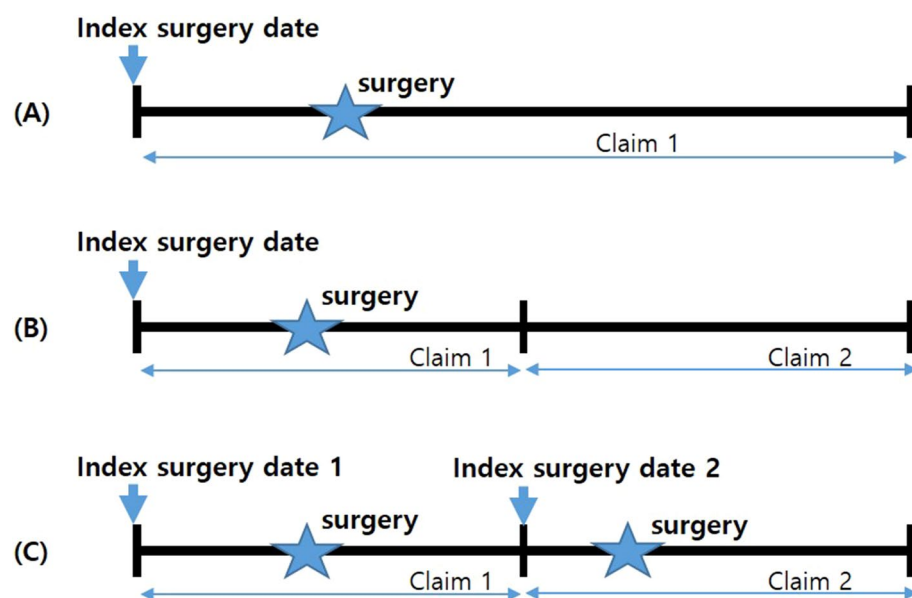 Index surgery date
surgery
(A)
Claim 1
Index surgery date
surgery
(B)
Claim 1 Claim 2
Index surgery date 1 Index surgery date 2
surgery surgery
(C)
Claim 1 Claim 2